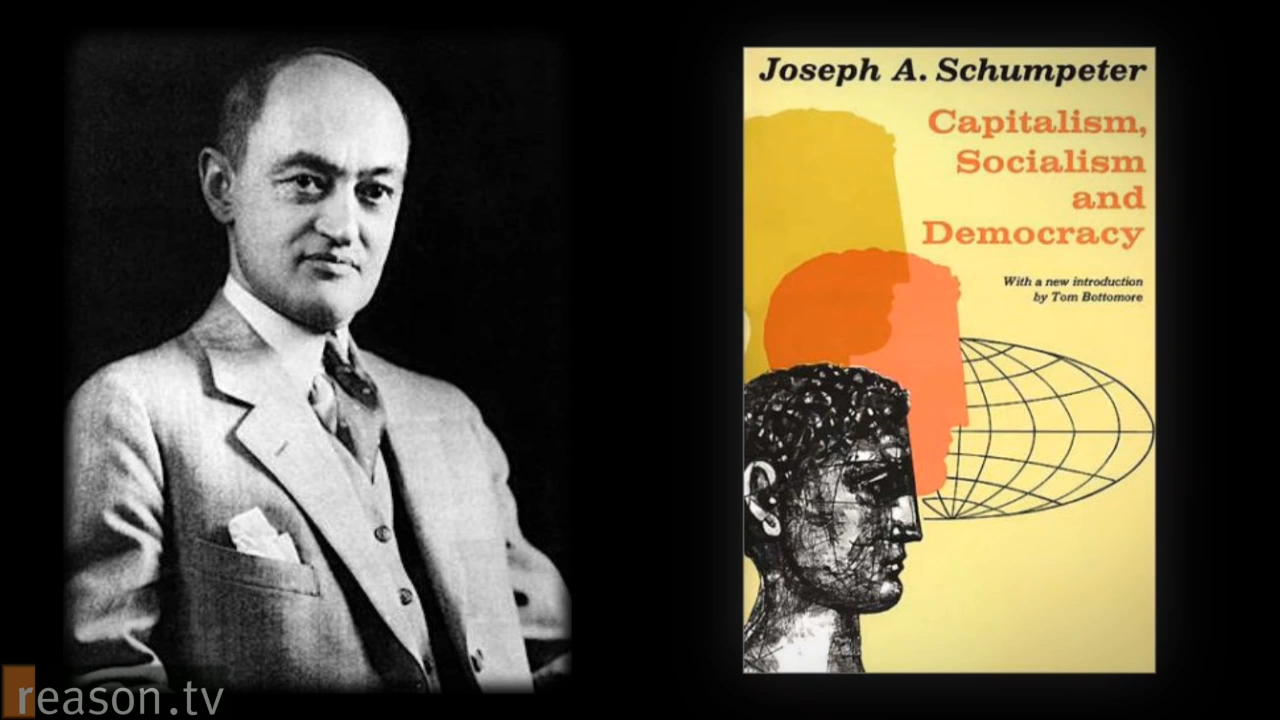 Joseph A. Schumpeter
Capitalism,
Socialism
and
Democracy
With a new introduction
by Tom Bottomore
reason.tv